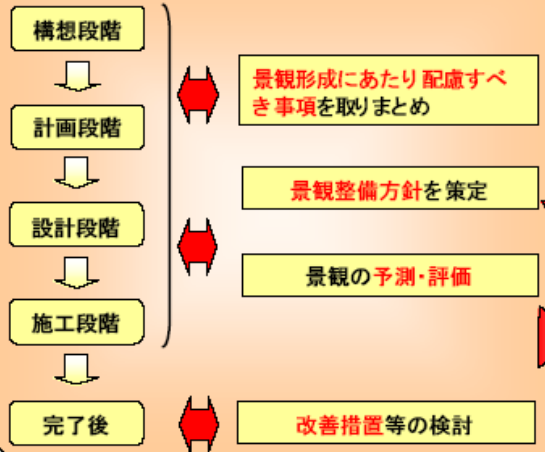 構想段階
計画段階
設計段階
施工段階
完了後
景観形成にあたり配慮すべ
き事項を取りまとめ
景観整備方針を策定
景観の予測・評価
改善措置等の検討